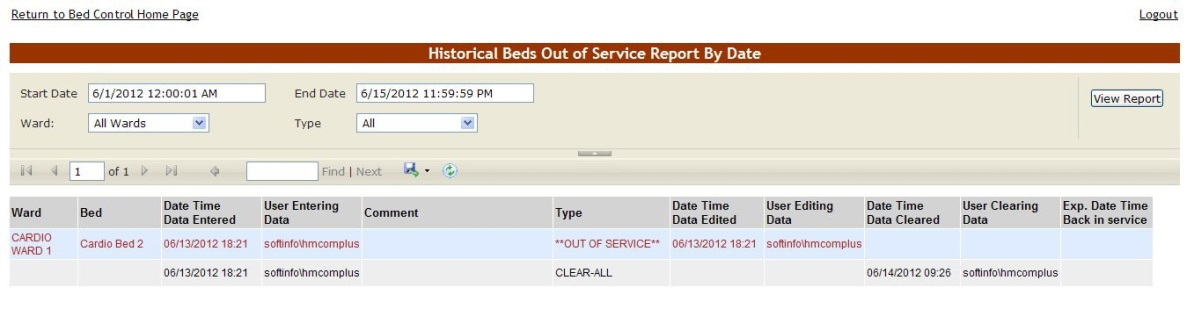 Return to Bed Control Home Page Logout
Historical Beds Out of Service Report By Date
Start Date 6/1/2012 12:00:01 AM End Date 6/15/2012 11:59:59 PM View Report
Ward: All Wards Type All
1 of 1 Find | Next
Ward Bed Date Time Data Entered User Entering Data Comment Type Date Time Data Edited User Editing Data Date Time Data Cleared User Clearing Data Exp. Date Time Back in service
CARDIO WARD 1 Cardio Bed 2 06/13/2012 18:21 softinfo\hmcomplus **OUT OF SERVICE** 06/13/2012 18:21 softinfo\hmcomplus
06/13/2012 18:21 softinfo\hmcomplus CLEAR-ALL 06/14/2012 09:26 softinfo\hmcomplus